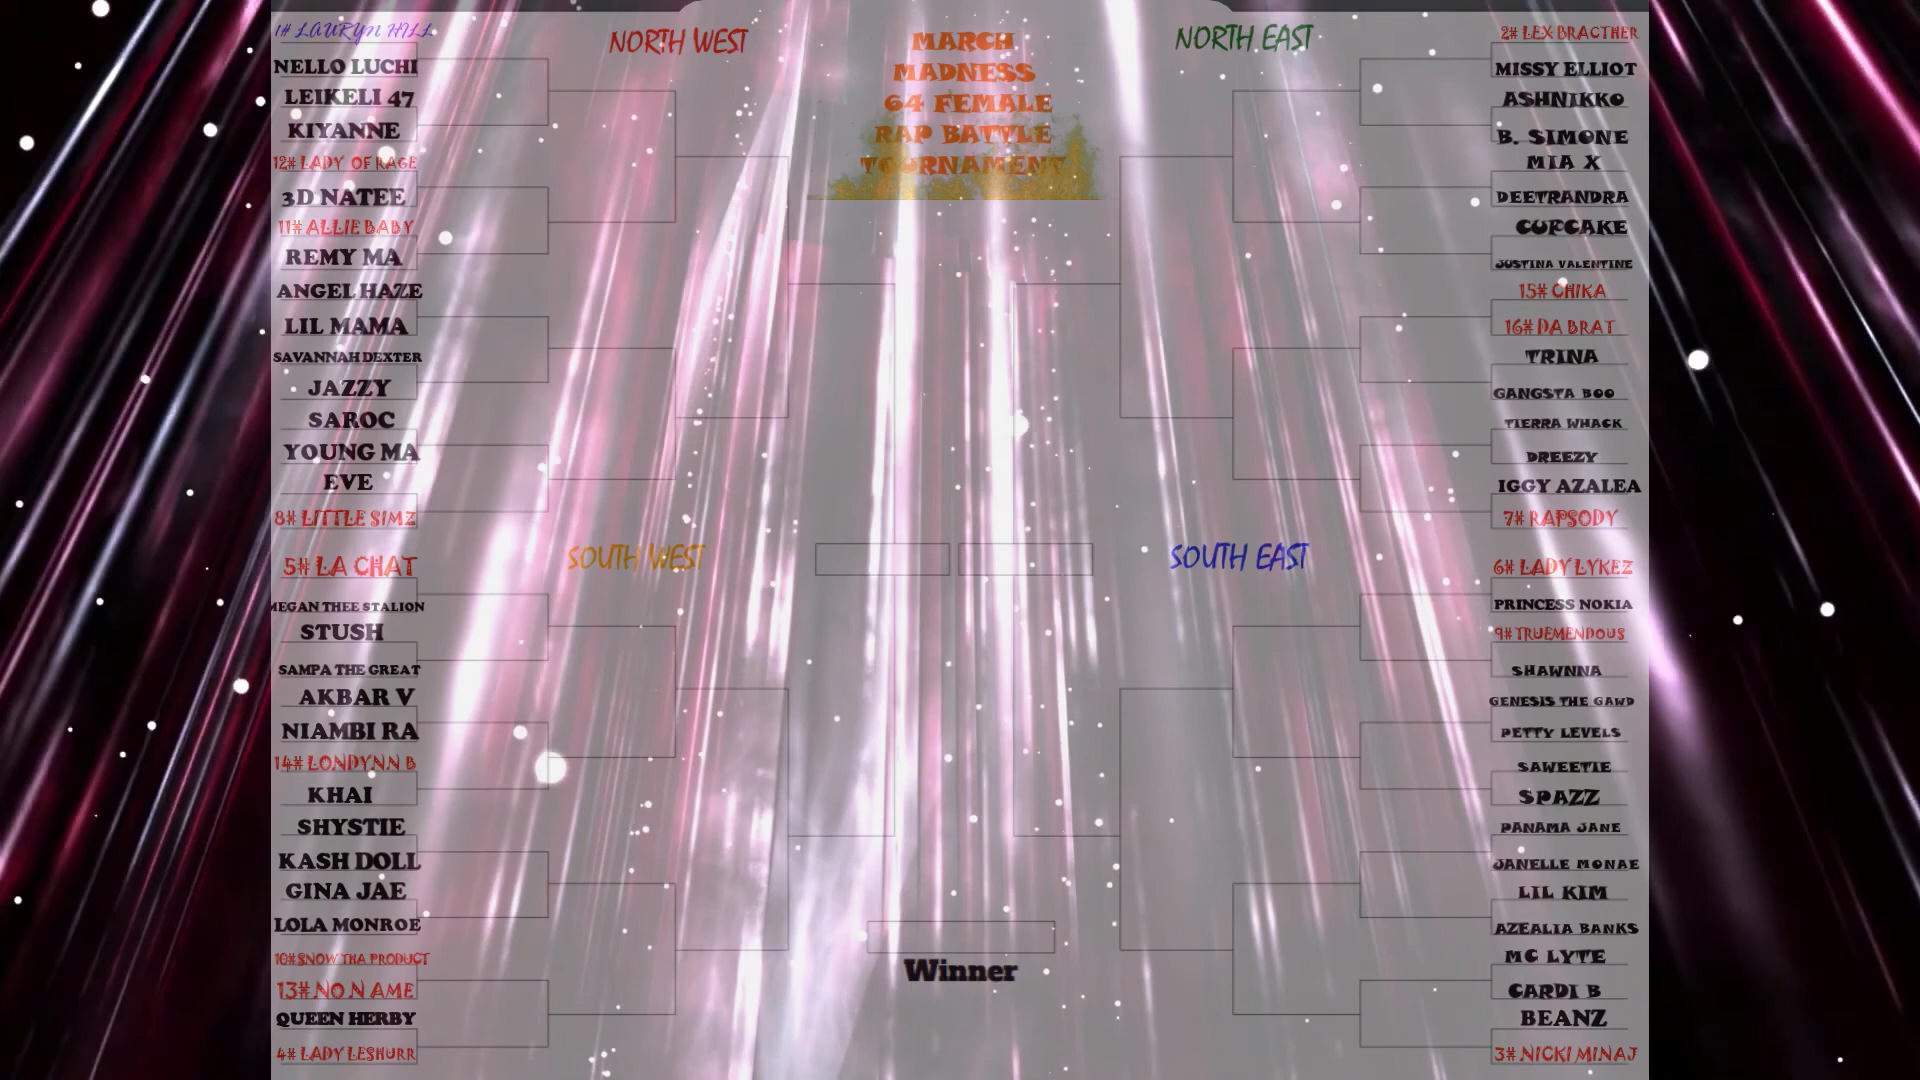 MARCH
MADNESS
64 FEMALE
RAP BATTLE
TOURNAMENT
NORTH WEST
1# LAURYN HILL
NELLO LUCHI
LEIKELI 47
KIYANNE
12# LADY OF RAGE
3D NATEE
11# ALLIE BABY
REMY MA
ANGEL HAZE
LIL MAMA
SAVANNAH DEXTER
JAZZY
SAROC
YOUNG MA
EVE
8# LITTLE SIMZ
SOUTH WEST
5# LA CHAT
MEGAN THEE STALION
STUSH
SAMPA THE GREAT
AKBAR V
NIAMBI RA
14# LONDYNN B
KHAI
SHYSTIE
KASH DOLL
GINA JAE
LOLA MONROE
10# SNOW THA PRODUCT
13# NO N AME
QUEEN HERBY
4# LADY LESHURR
NORTH EAST
2# LEX BRACTHER
MISSY ELLIOT
ASHNIKKO
B. SIMONE
MIA X
DEETRANDRA
CUPCAKE
JUSTINA VALENTINE
15# CHIKA
16# DA BRAT
TRINA
GANGSTA BOO
TIERRA WHACK
DREEZY
IGGY AZALEA
7# RAPSODY
SOUTH EAST
6# LADY LYKEZ
PRINCESS NOKIA
9# TRUEMENDOUS
SHAWNNA
GENESIS THE GAWD
PETTY LEVELS
SAWEETIE
SPAZZ
PANAMA JANE
JANELLE MONAE
LIL KIM
AZEALIA BANKS
MC LYTE
CARDI B
BEANZ
3# NICKI MINAJ
Winner